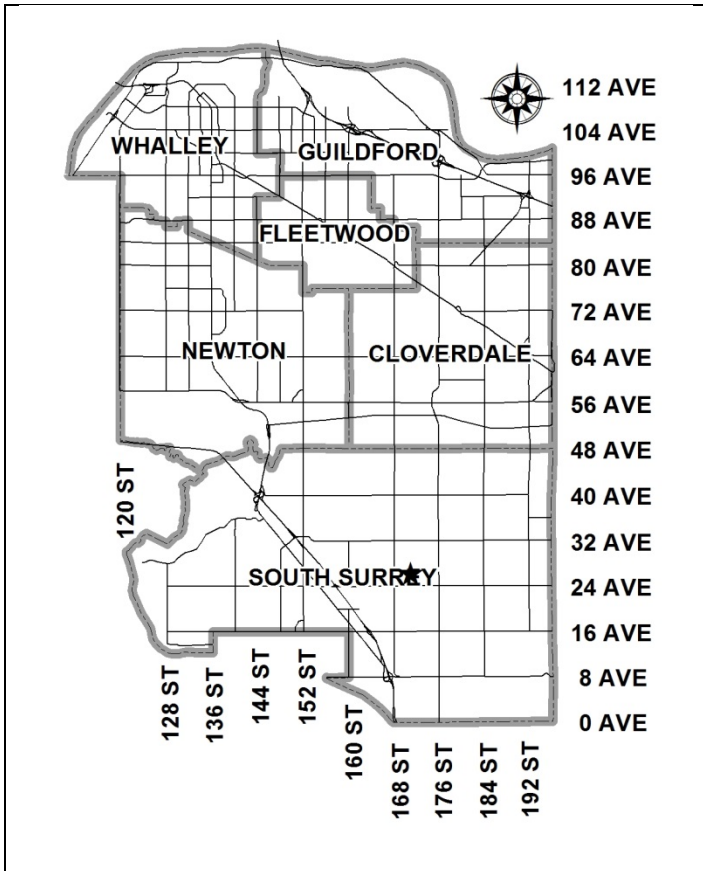 112 AVE
104 AVE
WHALLEY
GUILDFORD
96 AVE
88 AVE
FLEETWOOD
80 AVE
72 AVE
NEWTON
CLOVERDALE
64 AVE
56 AVE
48 AVE
120 ST
40 AVE
32 AVE
SOUTH SURREY
24 AVE
16 AVE
128 ST
136 ST
144 ST
152 ST
160 ST
8 AVE
168 ST
176 ST
184 ST
192 ST
0 AVE